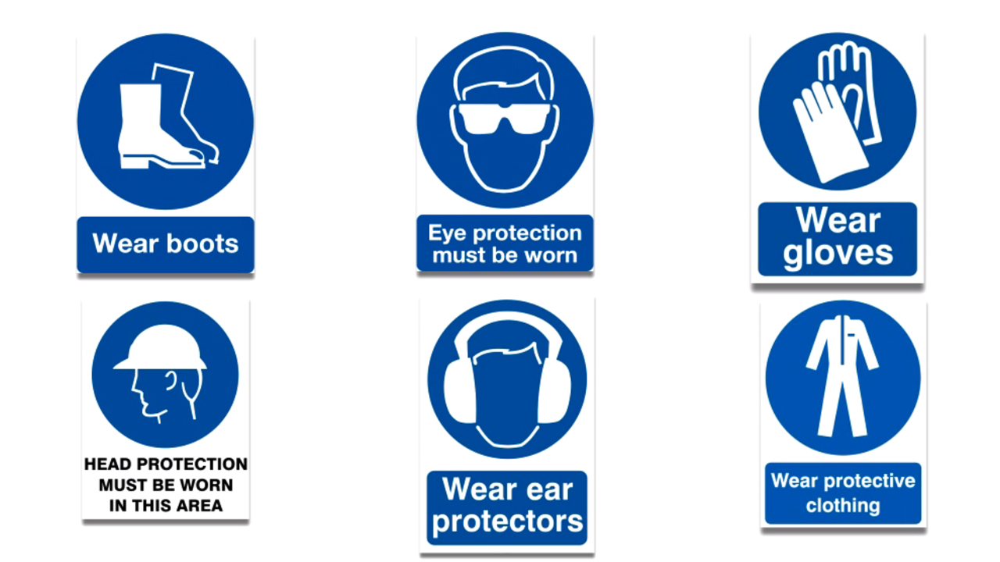 Wear boots
Eye protection
must be worn
Wear
gloves
HEAD PROTECTION
MUST BE WORN
IN THIS AREA
Wear ear
protectors
Wear protective
clothing